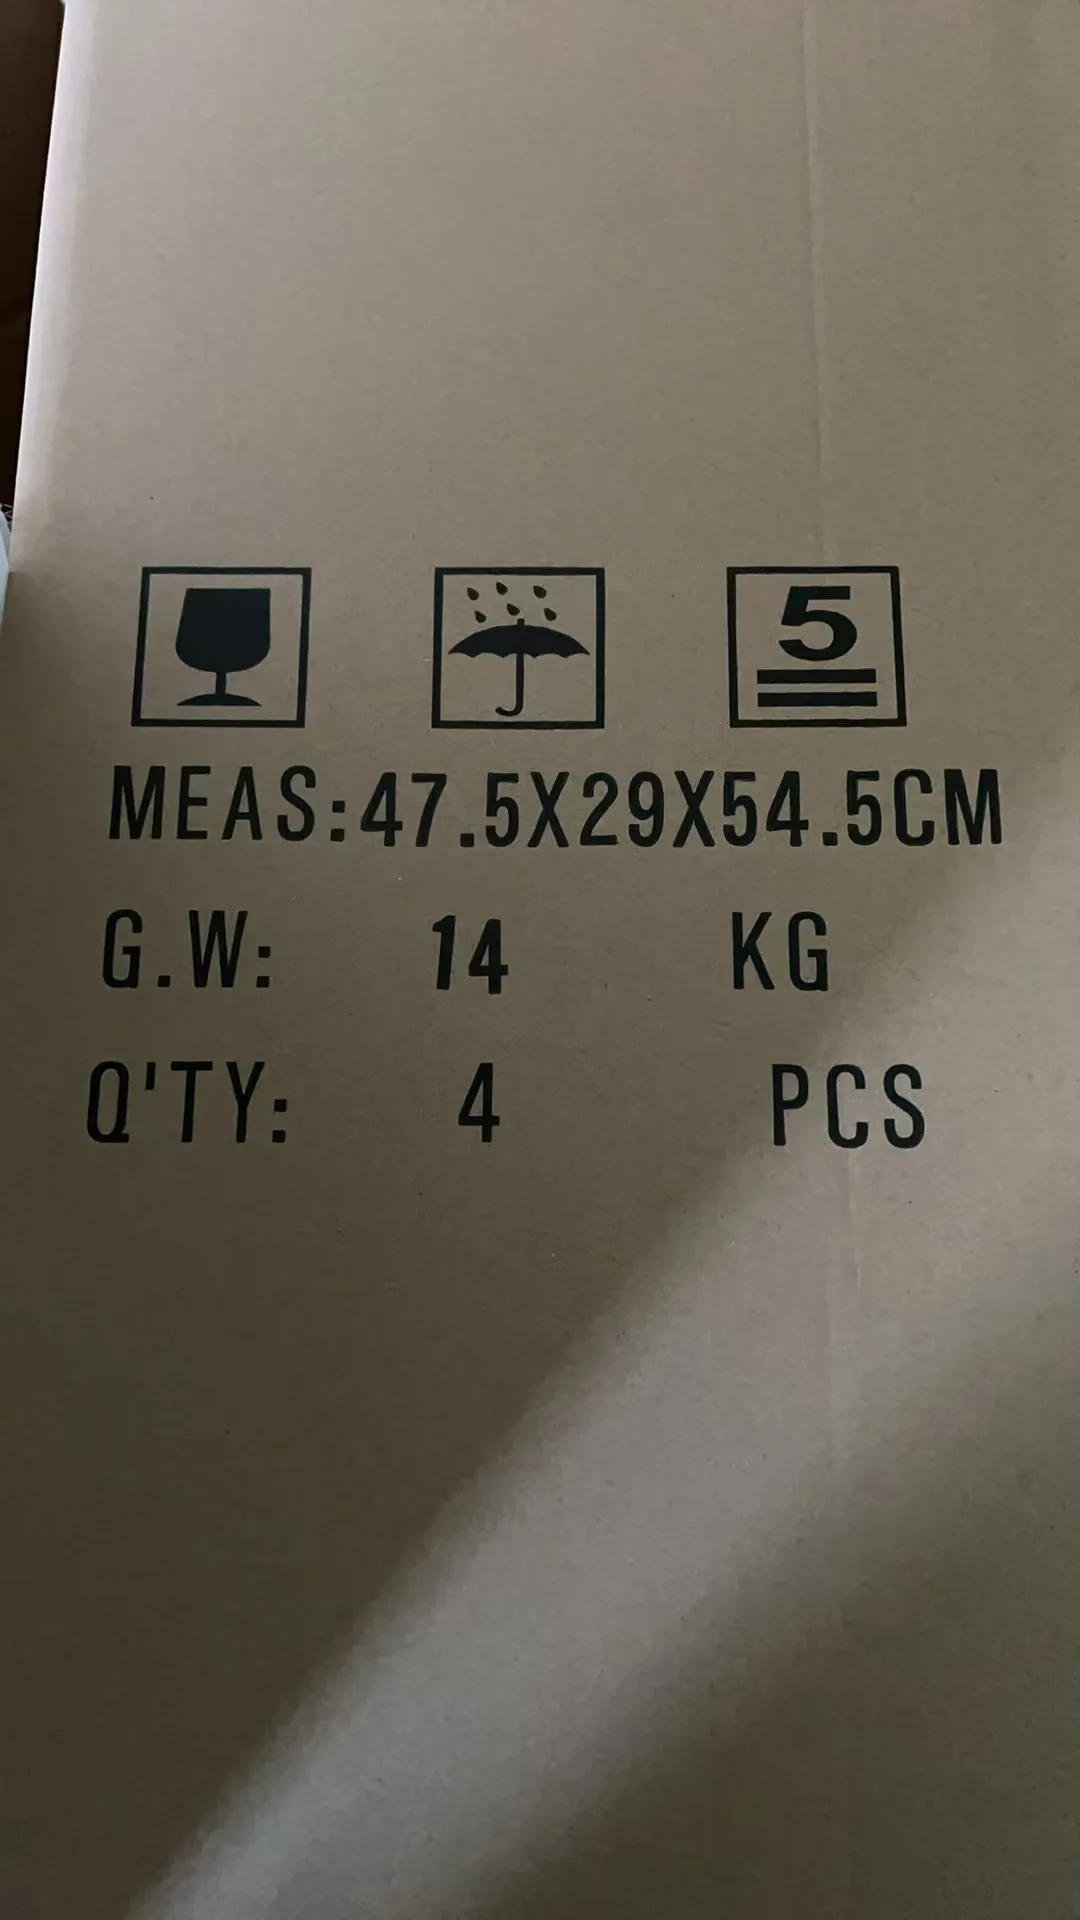 5
MEAS:47.5X29X54.5CM
G.W: 14 KG
Q'TY: 4 PCS